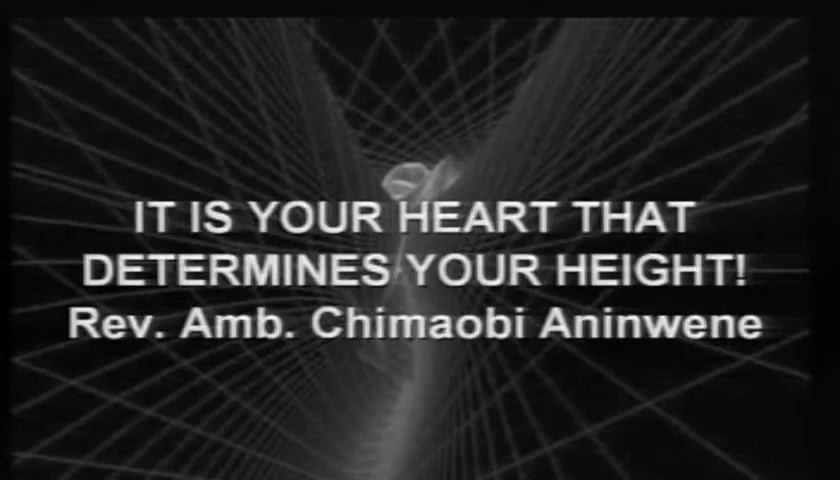 IT IS YOUR HEART THAT
DETERMINES YOUR HEIGHT!
Rev. Amb. Chimaobi Aninwene